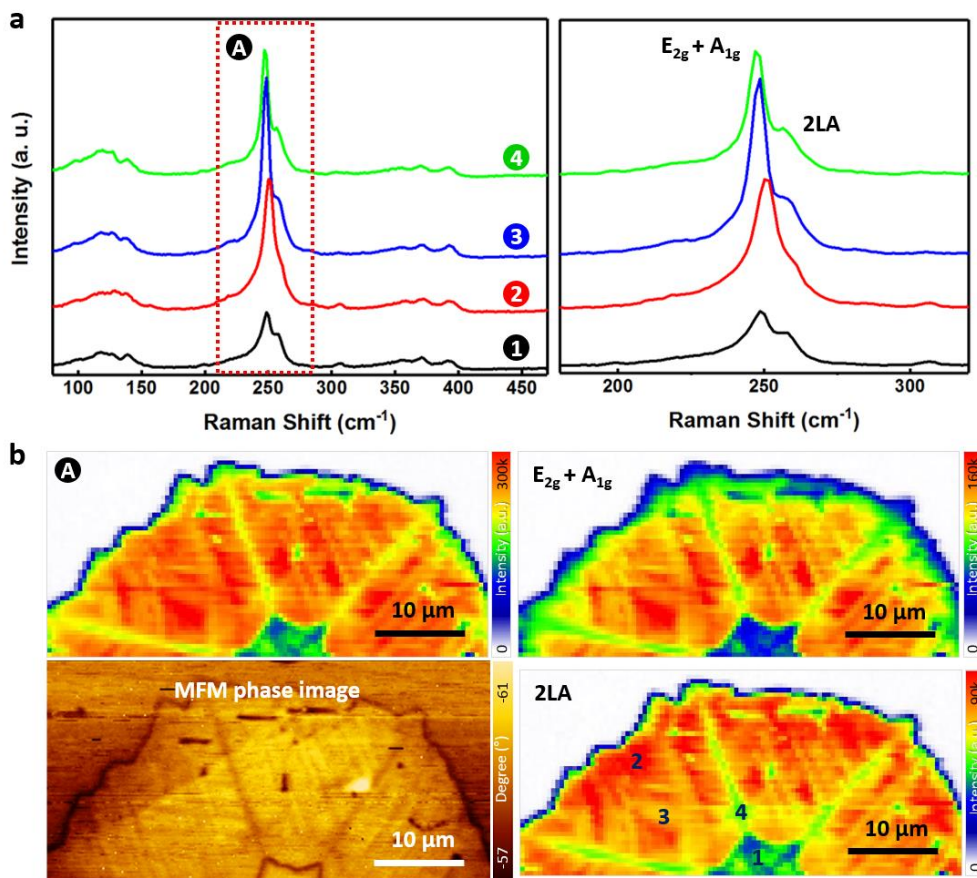 a
Intensity (a. u.)
A
4
3
2
1
100 150 200 250 300 350 400 450
Raman Shift (cm⁻¹)
E₂g + A₁g
2LA
200 250 300
Raman Shift (cm⁻¹)
b
A
10 µm
0 Intensity (a.u.) 300k
E₂g + A₁g
10 µm
0 Intensity (a.u.) 160k
MFM phase image
10 µm
-57 Degree (°) -61
2LA
2
3
4
1
10 µm
0 Intensity (a.u.) 90k